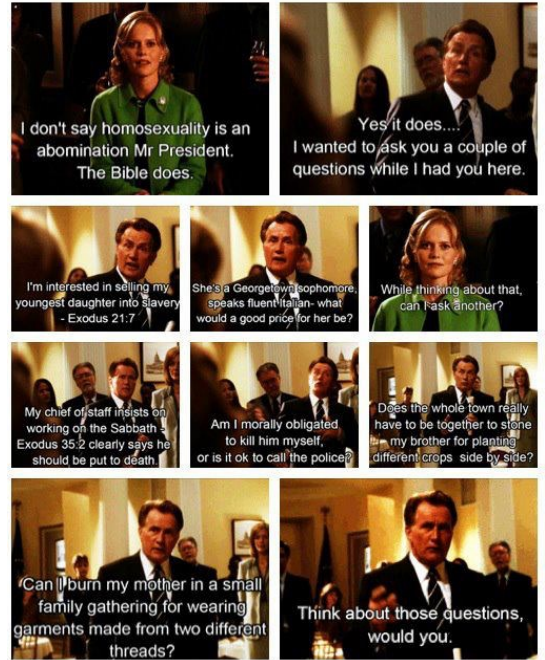 I don't say homosexuality is an
abomination Mr President.
The Bible does.
Yes it does....
I wanted to ask you a couple of
questions while I had you here.
I'm interested in selling my
youngest daughter into slavery
- Exodus 21:7
She's a Georgetown sophomore,
speaks fluent Italian- what
would a good price for her be?
While thinking about that,
can I ask another?
My chief of staff insists on
working on the Sabbath -
Exodus 35:2 clearly says he
should be put to death.
Am I morally obligated
to kill him myself,
or is it ok to call the police?
Does the whole town really
have to be together to stone
my brother for planting
different crops side by side?
Can I burn my mother in a small
family gathering for wearing
garments made from two different
threads?
Think about those questions,
would you.